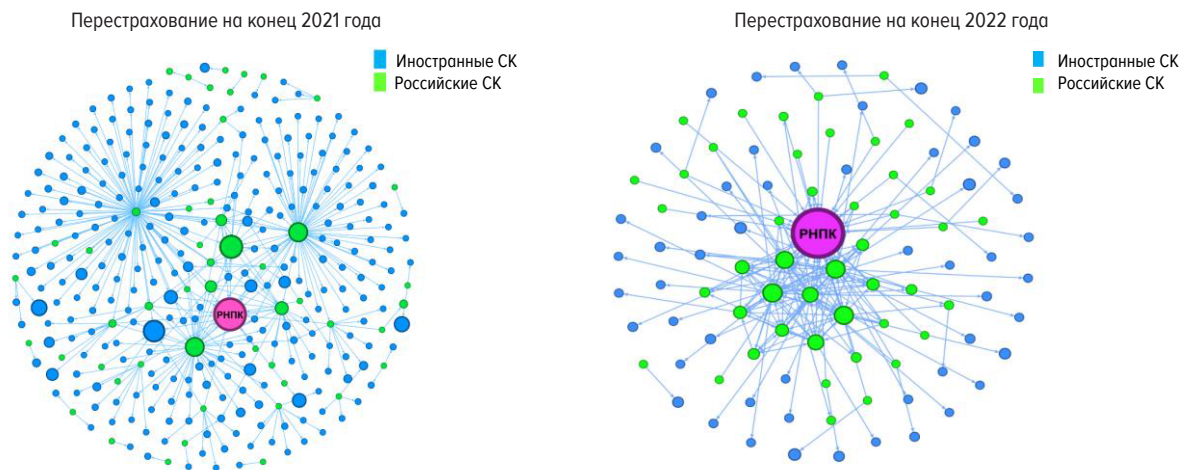 Перестрахование на конец 2021 года
Иностранные СК
Российские СК
РНПК
Перестрахование на конец 2022 года
Иностранные СК
Российские СК
РНПК